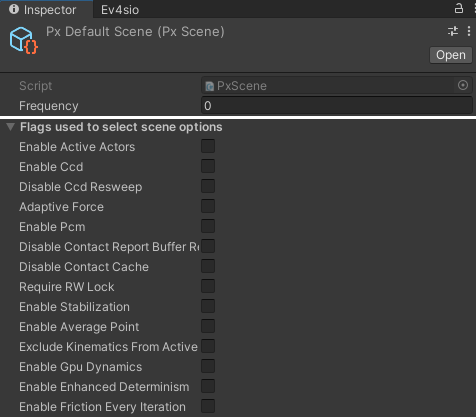 Inspector Ev4sio
Px Default Scene (Px Scene)
Open
Script PxScene
Frequency 0
Flags used to select scene options
Enable Active Actors
Enable Ccd
Disable Ccd Resweep
Adaptive Force
Enable Pcm
Disable Contact Report Buffer Re
Disable Contact Cache
Require RW Lock
Enable Stabilization
Enable Average Point
Exclude Kinematics From Active
Enable Gpu Dynamics
Enable Enhanced Determinism
Enable Friction Every Iteration